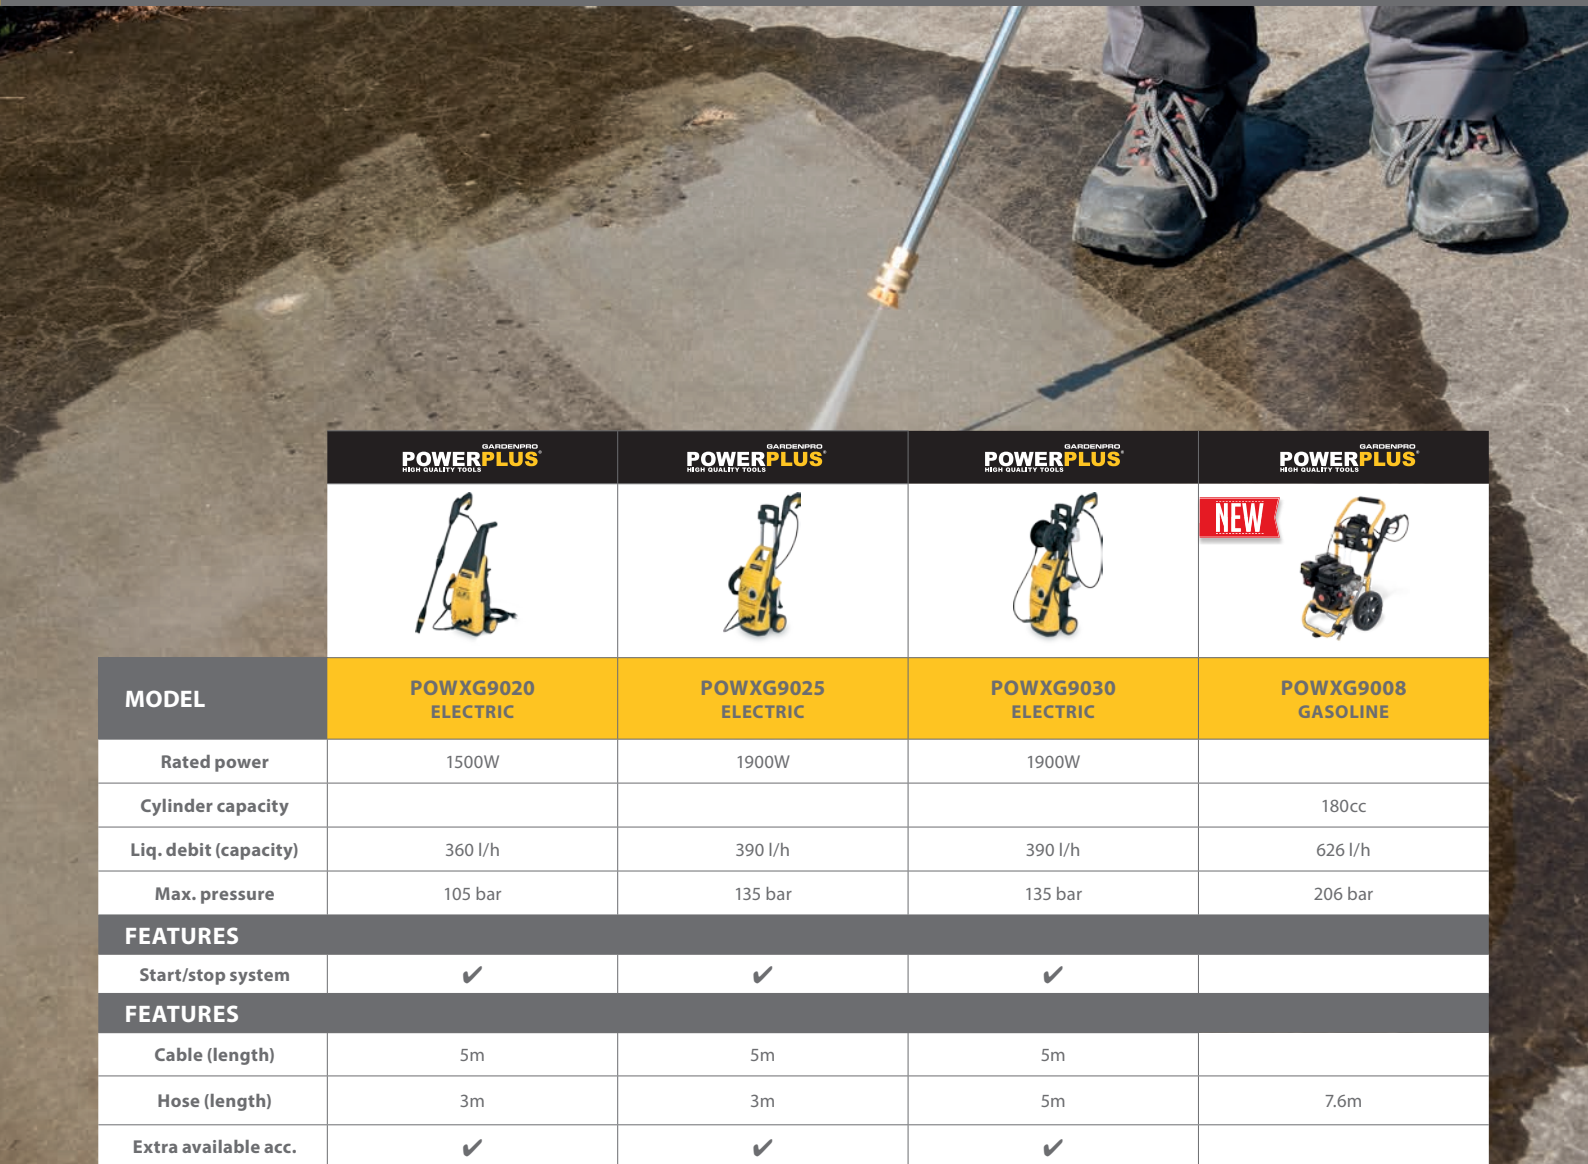 GARDENPRO GARDENPRO GARDENPRO GARDENPRO
POWERPLUS® POWERPLUS® POWERPLUS® POWERPLUS®
HIGH QUALITY TOOLS HIGH QUALITY TOOLS HIGH QUALITY TOOLS HIGH QUALITY TOOLS
NEW
MODEL POWXG9020 POWXG9025 POWXG9030 POWXG9008
ELECTRIC ELECTRIC ELECTRIC GASOLINE
Rated power 1500W 1900W 1900W
Cylinder capacity 180cc
Liq. debit (capacity) 360 l/h 390 l/h 390 l/h 626 l/h
Max. pressure 105 bar 135 bar 135 bar 206 bar
FEATURES
Start/stop system ✔ ✔ ✔
FEATURES
Cable (length) 5m 5m 5m
Hose (length) 3m 3m 5m 7.6m
Extra available acc. ✔ ✔ ✔